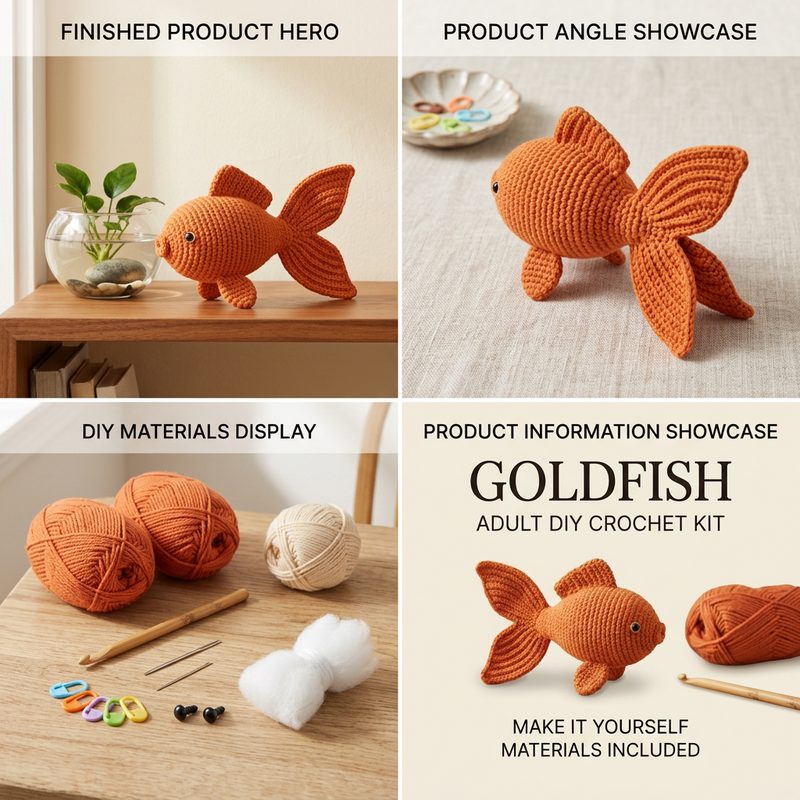 FINISHED PRODUCT HERO
PRODUCT ANGLE SHOWCASE
DIY MATERIALS DISPLAY
PRODUCT INFORMATION SHOWCASE
GOLDFISH
ADULT DIY CROCHET KIT
MAKE IT YOURSELF
MATERIALS INCLUDED